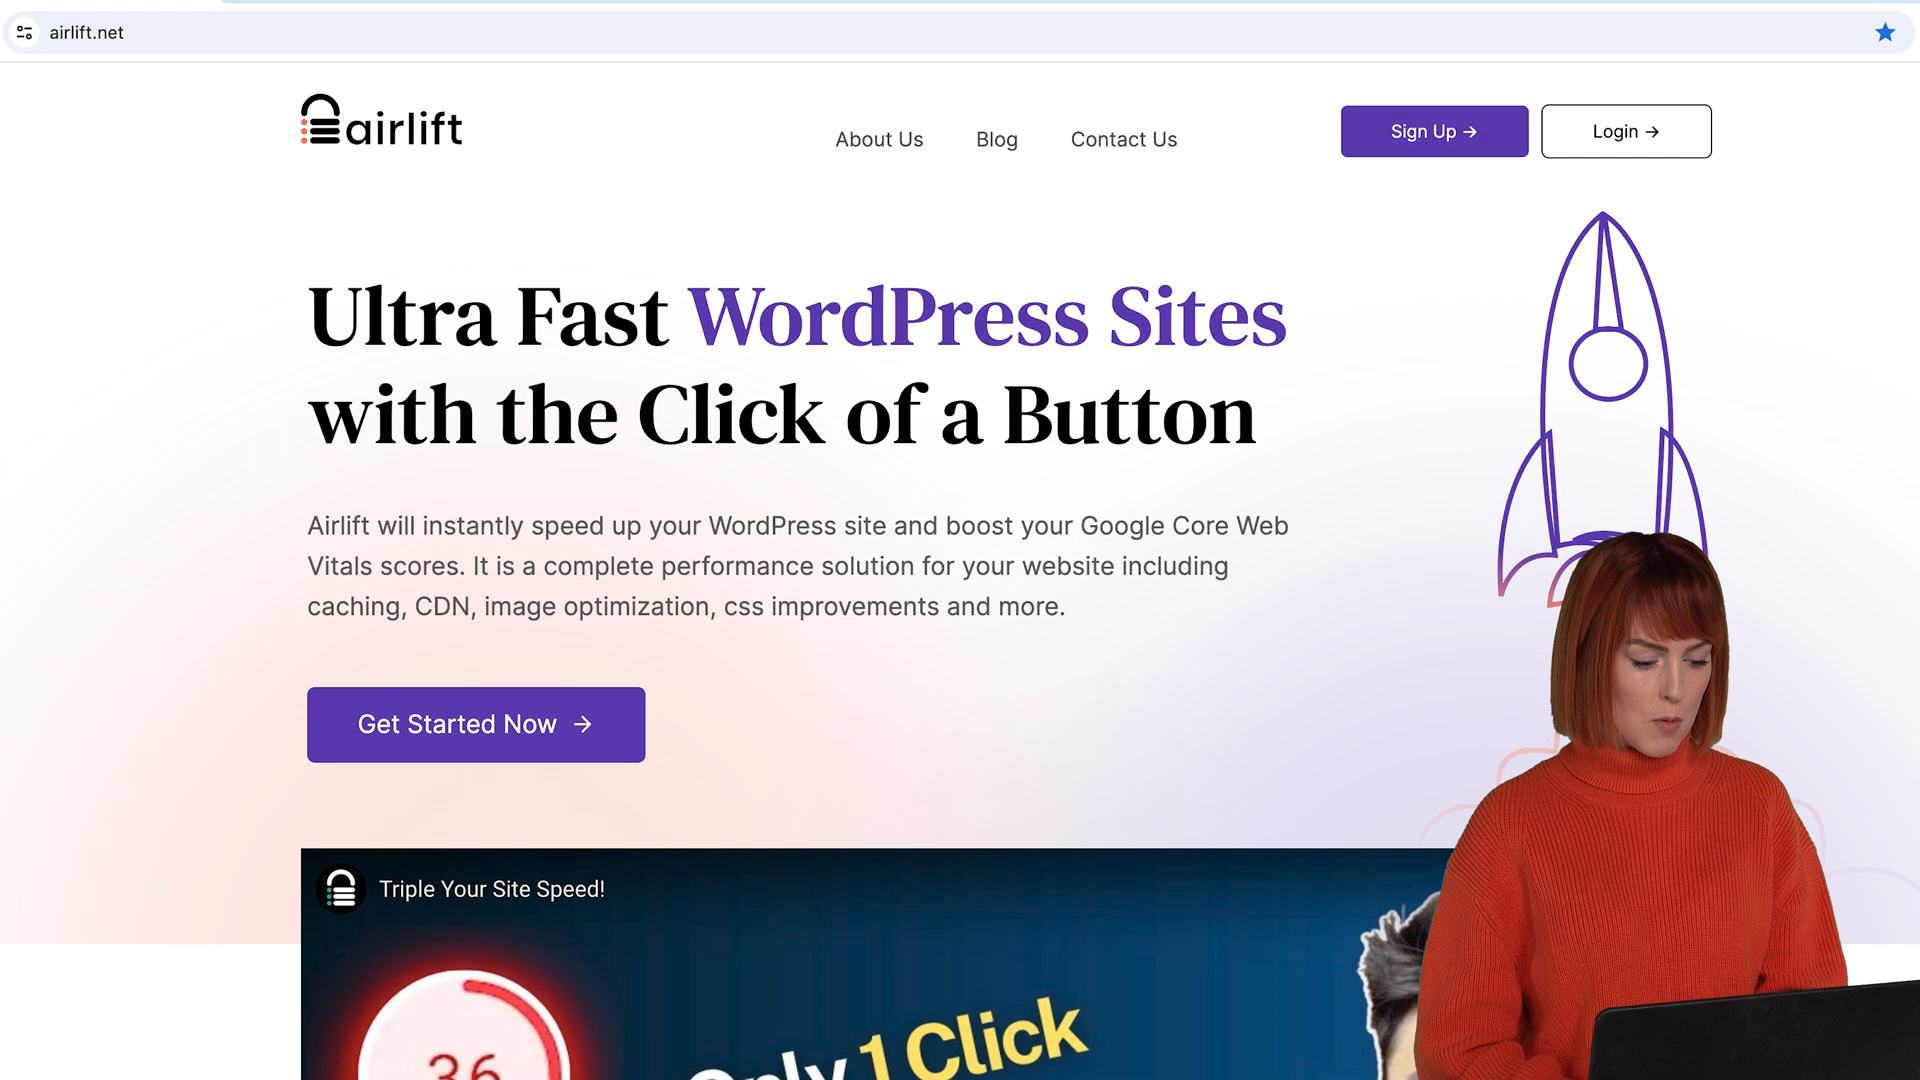 airlift.net
airlift
About Us
Blog
Contact Us
Sign Up →
Login →
Ultra Fast WordPress Sites
with the Click of a Button
Airlift will instantly speed up your WordPress site and boost your Google Core Web
Vitals scores. It is a complete performance solution for your website including
caching, CDN, image optimization, css improvements and more.
Get Started Now →
Triple Your Site Speed!
36
Only 1 Click